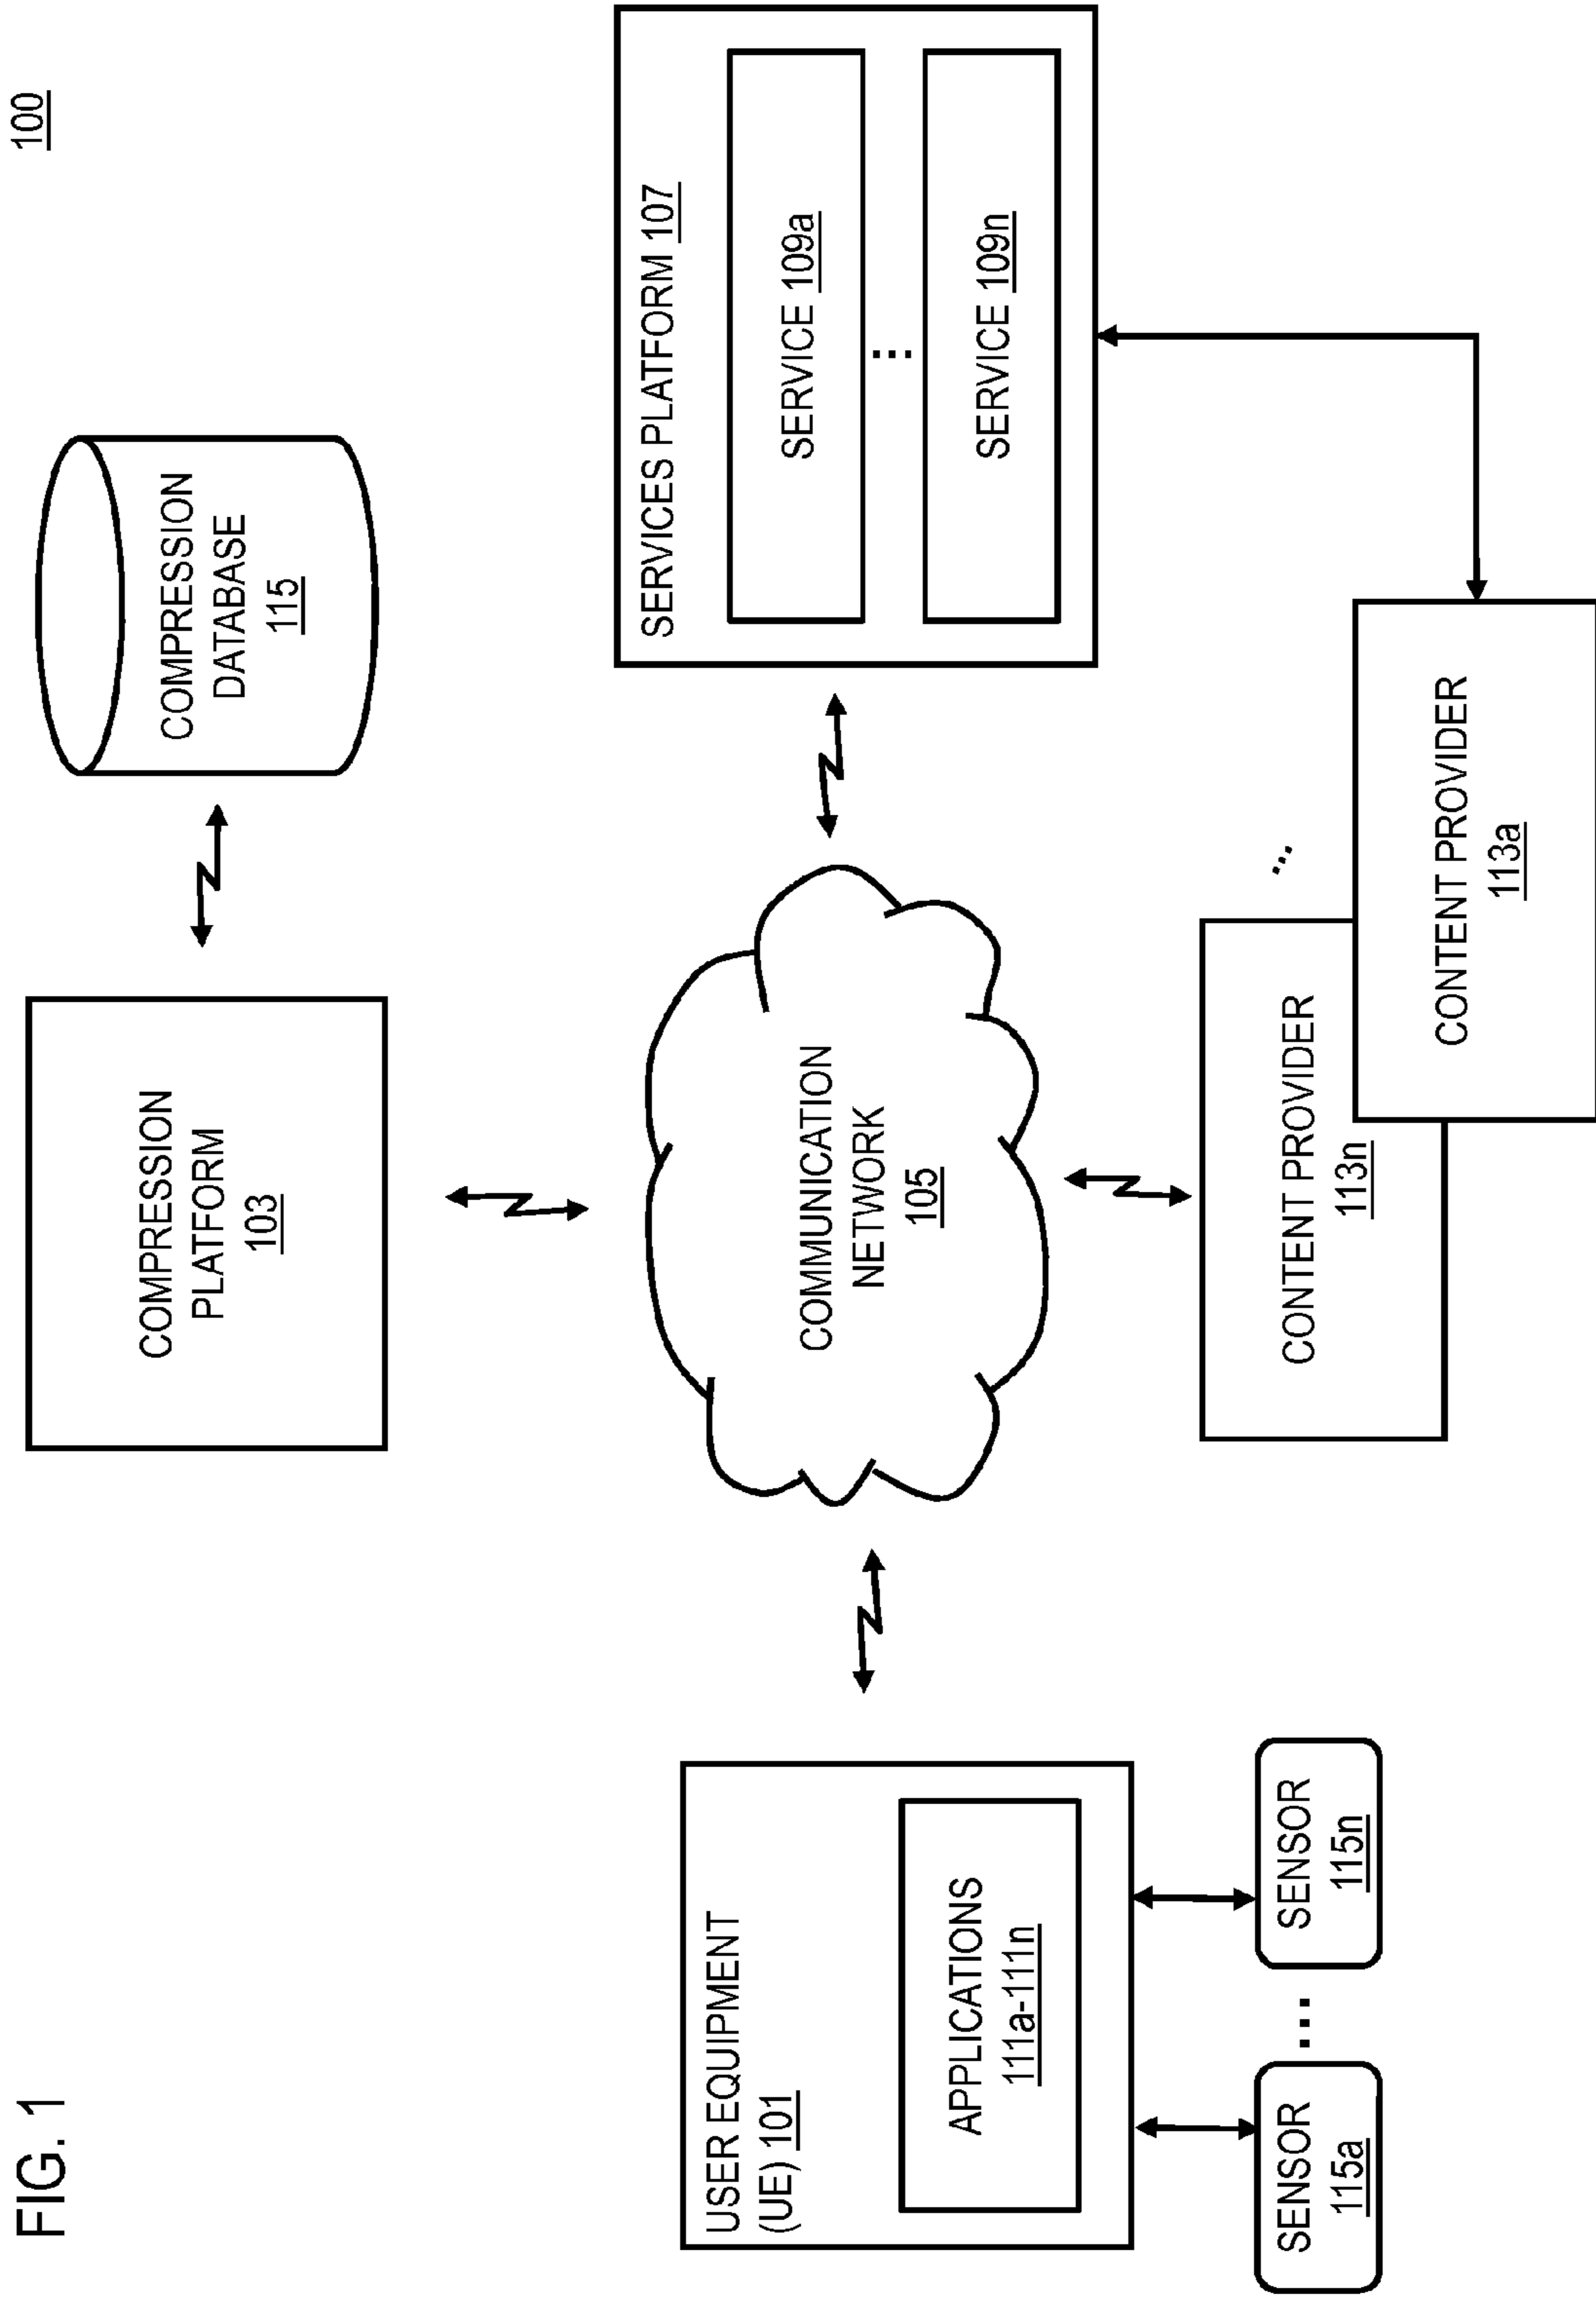 FIG. 1
100
COMPRESSION
PLATFORM
103
COMPRESSION
DATABASE
115
USER EQUIPMENT
(UE) 101
APPLICATIONS
111a-111n
SENSOR
115a
...
SENSOR
115n
COMMUNICATION
NETWORK
105
SERVICES PLATFORM 107
SERVICE 109a
...
SERVICE 109n
CONTENT PROVIDER
113n
...
CONTENT PROVIDER
113a